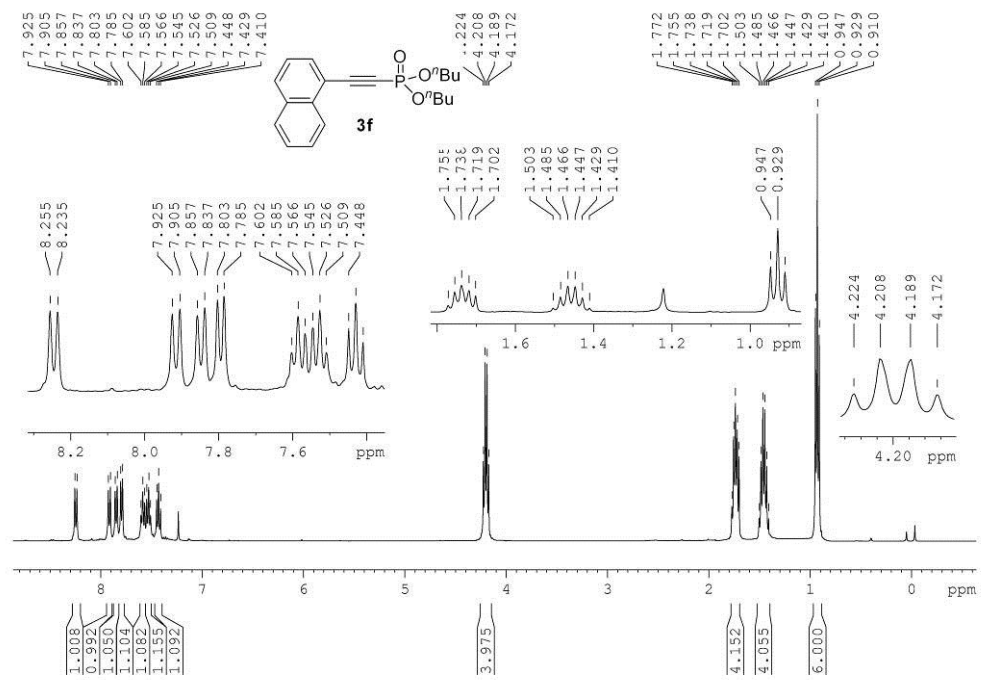 7.925 7.905 7.857 7.837 7.803 7.785 7.602 7.585 7.566 7.545 7.526 7.509 7.448 7.429 7.410
.224 4.208 4.189 4.172
1.772 1.755 1.738 1.719 1.702 1.503 1.485 1.466 1.447 1.429 1.410 0.947 0.929 0.910
O
P
OⁿBu
OⁿBu
3f
1.755 1.738 1.719 1.702 1.503 1.485 1.466 1.447 1.429 1.410 0.947 0.929
8.255 8.235 7.925 7.905 7.857 7.837 7.803 7.785 7.602 7.585 7.566 7.545 7.526 7.509 7.448
4.224 4.208 4.189 4.172
1.6 1.4 1.2 1.0 ppm
8.2 8.0 7.8 7.6 ppm
4.20 ppm
8 7 6 5 4 3 2 1 0 ppm
1.008 0.992 1.050 1.104 1.082 1.155 1.092 3.975 4.152 4.055 6.000